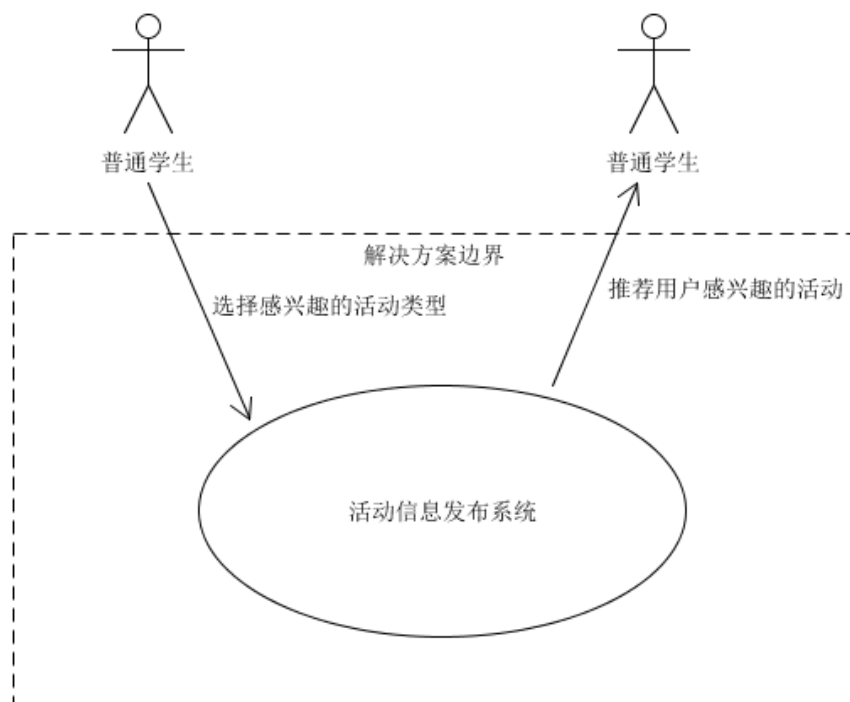 普通学生
普通学生
解决方案边界
推荐用户感兴趣的活动
选择感兴趣的活动类型
活动信息发布系统